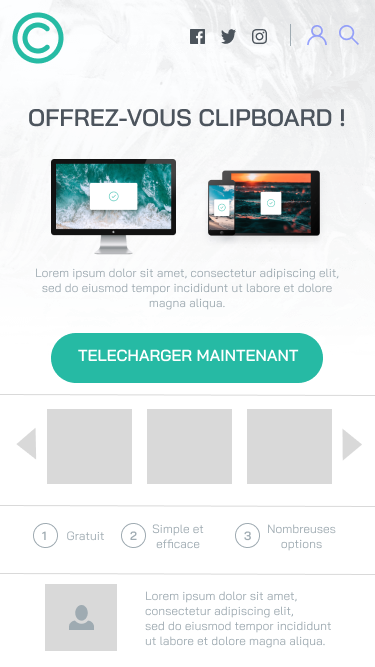 ©
OFFREZ-VOUS CLIPBOARD !
Lorem ipsum dolor sit amet, consectetur adipiscing elit,
sed do eiusmod tempor incididunt ut labore et dolore
magna aliqua.
TELECHARGER MAINTENANT
1 Gratuit
2 Simple et
efficace
3 Nombreuses
options
Lorem ipsum dolor sit amet,
consectetur adipiscing elit,
sed do eiusmod tempor incididunt
ut labore et dolore magna aliqua.